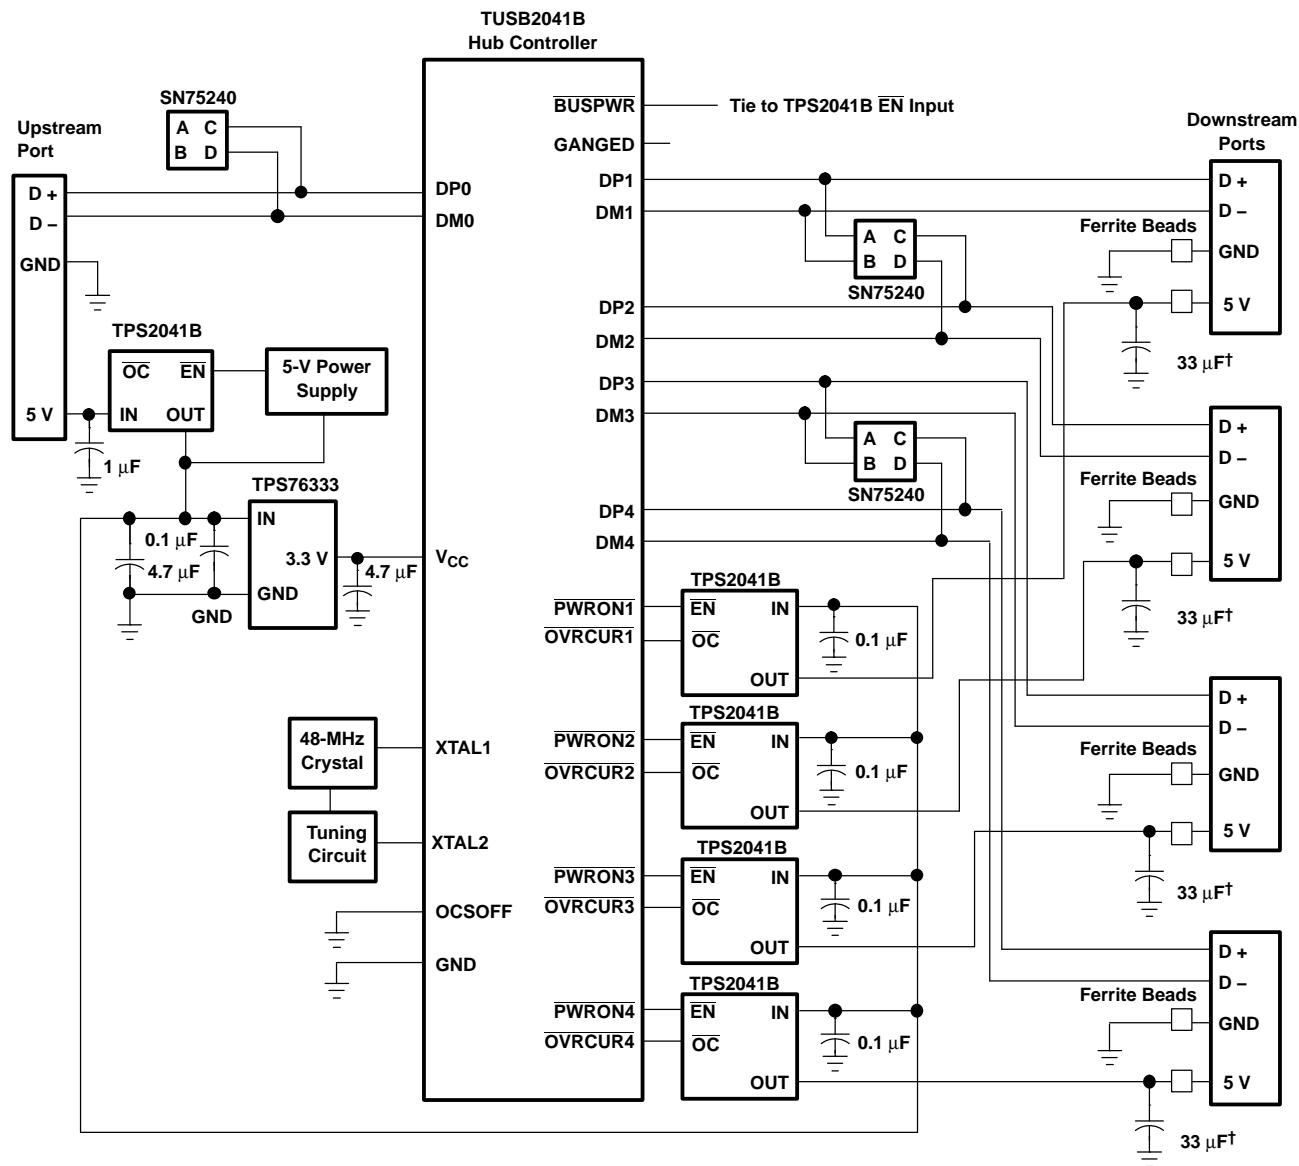 TUSB2041B
Hub Controller
SN75240
A C
B D
Upstream
Port
D +
D –
GND
5 V
TPS2041B
OC EN
IN OUT
5-V Power
Supply
1 µF
TPS76333
IN
3.3 V
GND
0.1 µF
4.7 µF
GND
4.7 µF
48-MHz
Crystal
Tuning
Circuit
DP0
DM0
VCC
XTAL1
XTAL2
OCSOFF
GND
BUSPWR
GANGED
DP1
DM1
DP2
DM2
DP3
DM3
DP4
DM4
PWRON1
OVRCUR1
PWRON2
OVRCUR2
PWRON3
OVRCUR3
PWRON4
OVRCUR4
Tie to TPS2041B EN Input
A C
B D
SN75240
A C
B D
SN75240
TPS2041B
EN IN
OC
OUT
0.1 µF
TPS2041B
EN IN
OC
OUT
0.1 µF
TPS2041B
EN IN
OC
OUT
0.1 µF
TPS2041B
EN IN
OC
OUT
0.1 µF
Downstream
Ports
D +
D –
Ferrite Beads
GND
5 V
33 µF†
D +
D –
Ferrite Beads
GND
5 V
33 µF†
D +
D –
Ferrite Beads
GND
5 V
33 µF†
D +
D –
Ferrite Beads
GND
5 V
33 µF†